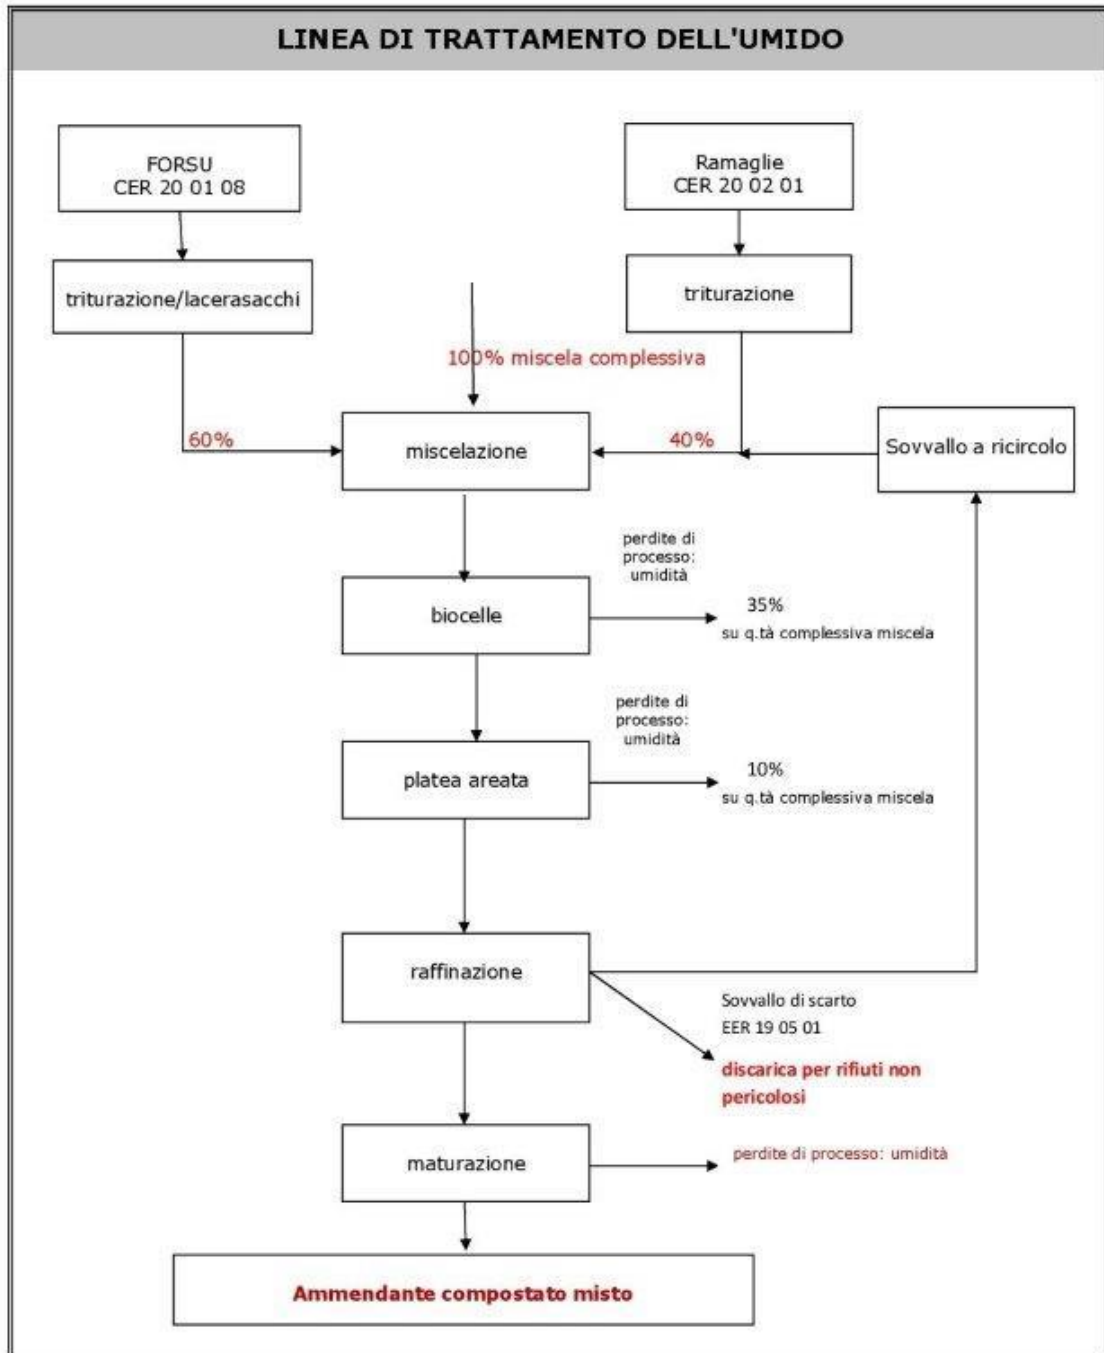 LINEA DI TRATTAMENTO DELL'UMIDO
FORSU
CER 20 01 08
Ramaglie
CER 20 02 01
triturazione/lacerasacchi
triturazione
100% miscela complessiva
60%
miscelazione
40%
Sovvallo a ricircolo
perdite di
processo:
umidità
biocelle
35%
su q.tà complessiva miscela
perdite di
processo:
umidità
platea areata
10%
su q.tà complessiva miscela
raffinazione
Sovvallo di scarto
EER 19 05 01
discarica per rifiuti non
pericolosi
maturazione
perdite di processo: umidità
Ammendante compostato misto